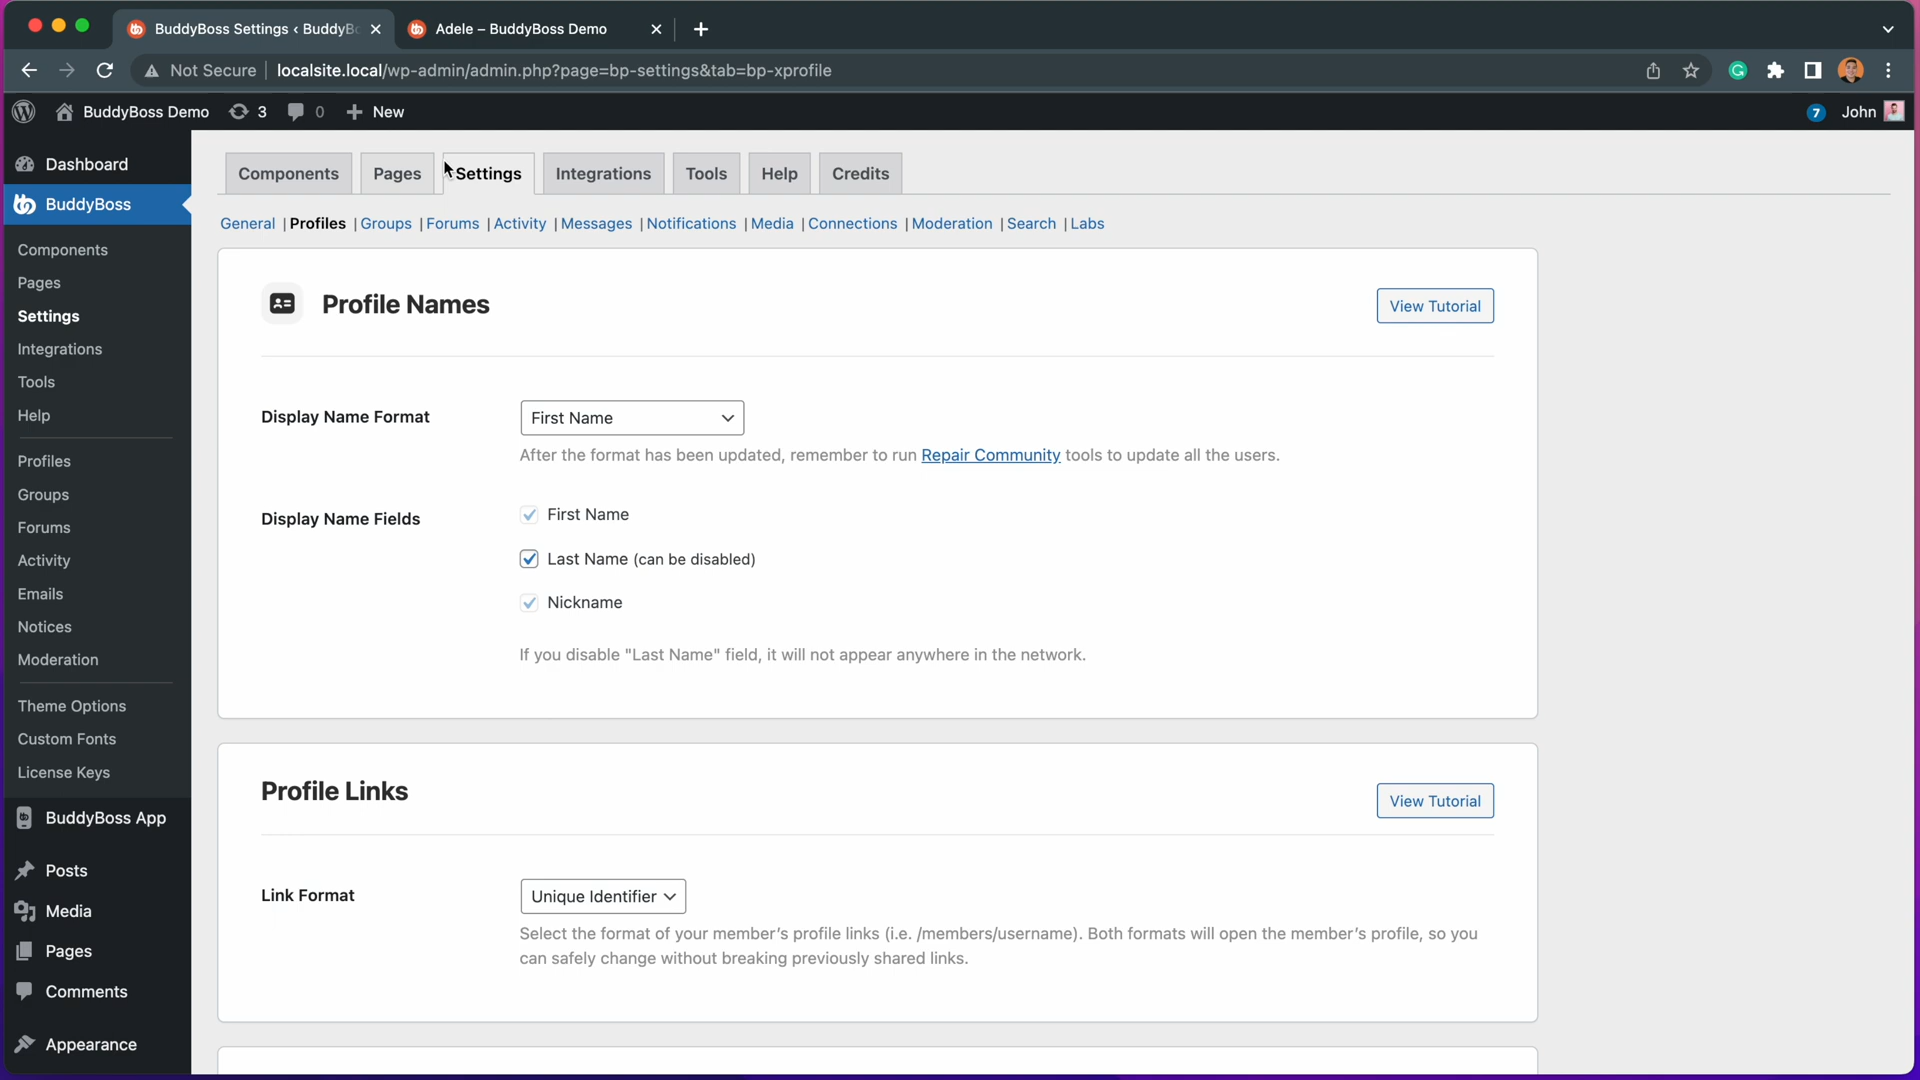 BuddyBoss Settings ‹ BuddyBo
Adele – BuddyBoss Demo
Not Secure
localsite.local/wp-admin/admin.php?page=bp-settings&tab=bp-xprofile
BuddyBoss Demo
3
0
New
7
John
Dashboard
BuddyBoss
Components
Pages
Settings
Integrations
Tools
Help
Profiles
Groups
Forums
Activity
Emails
Notices
Moderation
Theme Options
Custom Fonts
License Keys
BuddyBoss App
Posts
Media
Pages
Comments
Appearance
Components
Pages
Settings
Integrations
Tools
Help
Credits
General | Profiles | Groups | Forums | Activity | Messages | Notifications | Media | Connections | Moderation | Search | Labs
Profile Names
View Tutorial
Display Name Format
First Name
After the format has been updated, remember to run Repair Community tools to update all the users.
Display Name Fields
First Name
Last Name (can be disabled)
Nickname
If you disable "Last Name" field, it will not appear anywhere in the network.
Profile Links
View Tutorial
Link Format
Unique Identifier
Select the format of your member’s profile links (i.e. /members/username). Both formats will open the member’s profile, so you
can safely change without breaking previously shared links.